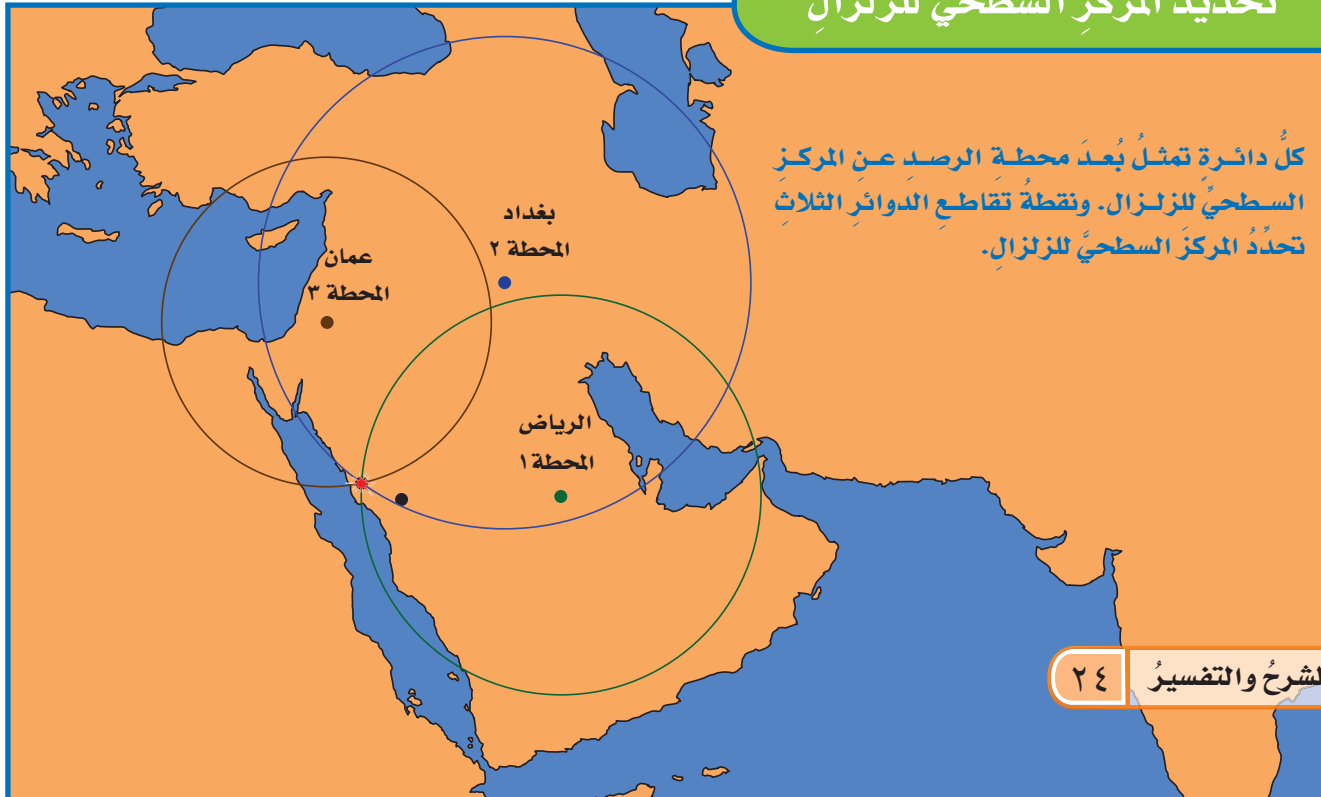 تحديد المركزِ السطحيِّ للزلزالِ
كلُّ دائـرةٍ تمثـلُ بُعـدَ محطـةِ الرصـدِ عـنِ المركـزِ
السـطحيِّ للزلـزال. ونقطةُ تقاطـعِ الدوائرِ الثلاثِ
تحدِّدُ المركزَ السطحيَّ للزلزالِ.
بغداد
المحطة ٢
عمان
المحطة ٣
الرياض
المحطة ١
لشرحُ والتفسيرُ
٢٤